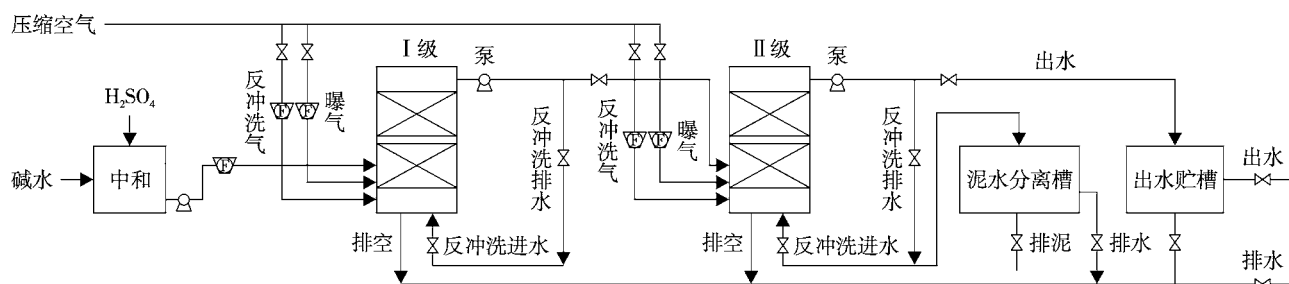 压缩空气
Ⅰ级
泵
Ⅱ级
泵
出水
H₂SO₄
反冲洗气
F
F
曝气
反冲洗排水
反冲洗气
F
F
曝气
反冲洗排水
碱水
中和
F
泥水分离槽
出水贮槽
出水
排空
反冲洗进水
排空
反冲洗进水
排泥
排水
排水